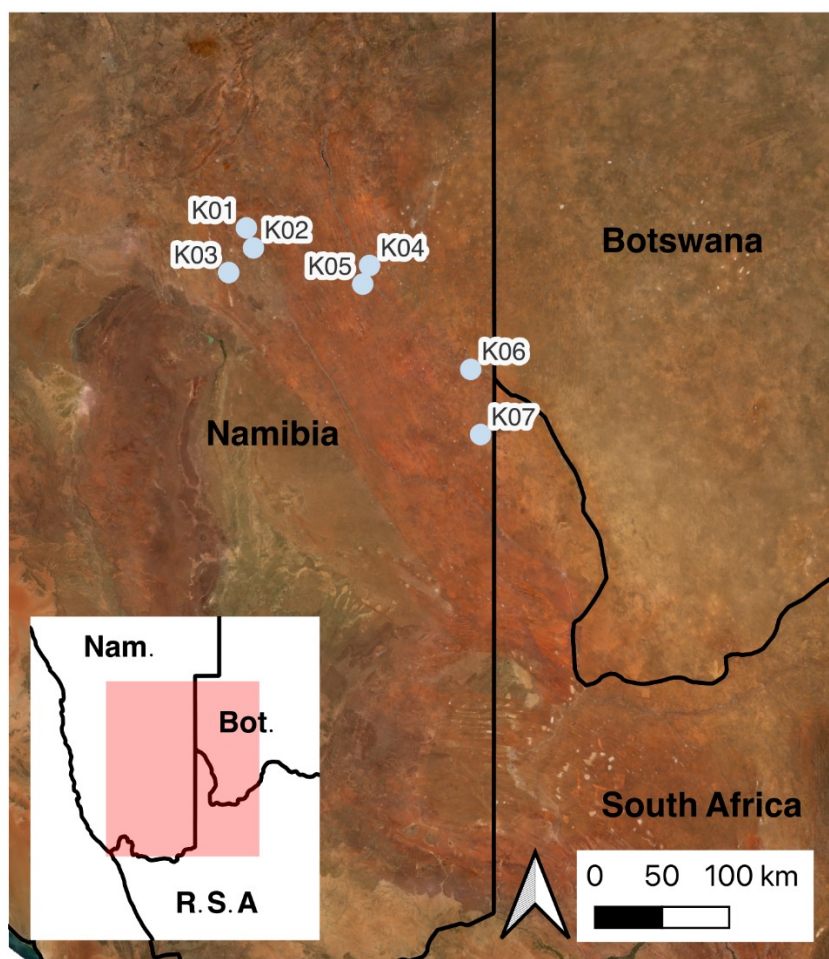 K01
K02
K03
K04
K05
Botswana
K06
K07
Namibia
Nam.
Bot.
R.S.A
South Africa
0 50 100 km